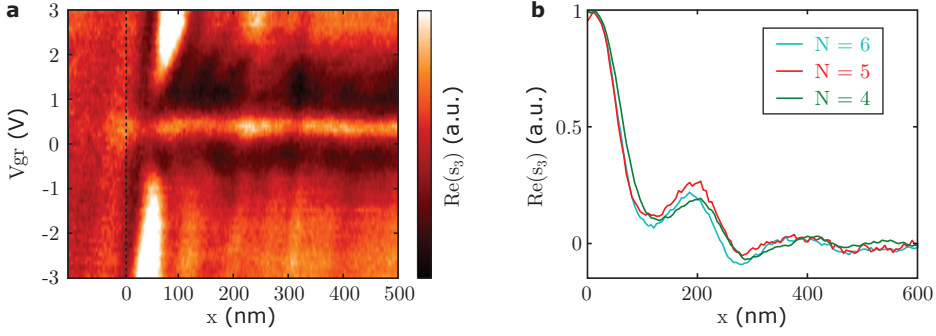 a
Vgr (V)
3
2
1
0
-1
-2
-3
0
100
200
300
400
500
x (nm)
Re(s₃) (a.u.)
b
Re(s₃) (a.u.)
1
0.5
0
0
200
400
600
x (nm)
N = 6
N = 5
N = 4